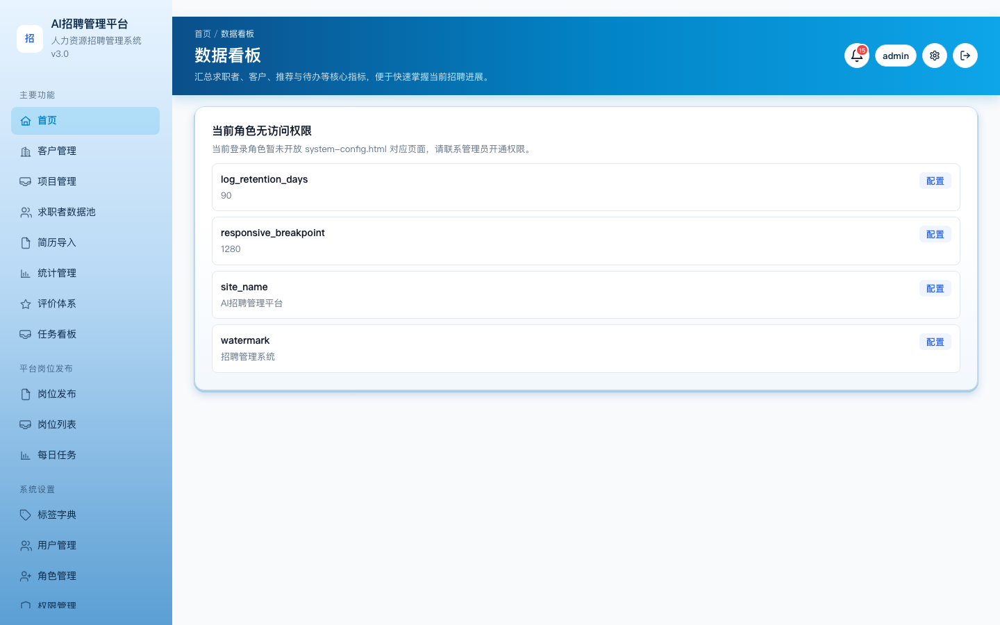 招
AI招聘管理平台
人力资源招聘管理系统
v3.0
主要功能
首页
客户管理
项目管理
求职者数据池
简历导入
统计管理
评价体系
任务看板
平台岗位发布
岗位发布
岗位列表
每日任务
系统设置
标签字典
用户管理
角色管理
权限管理
首页 / 数据看板
数据看板
汇总求职者、客户、推荐与待办等核心指标，便于快速掌握当前招聘进展。
15
admin
当前角色无访问权限
当前登录角色暂未开放 system-config.html 对应页面，请联系管理员开通权限。
log_retention_days
配置
90
responsive_breakpoint
配置
1280
site_name
配置
AI招聘管理平台
watermark
配置
招聘管理系统